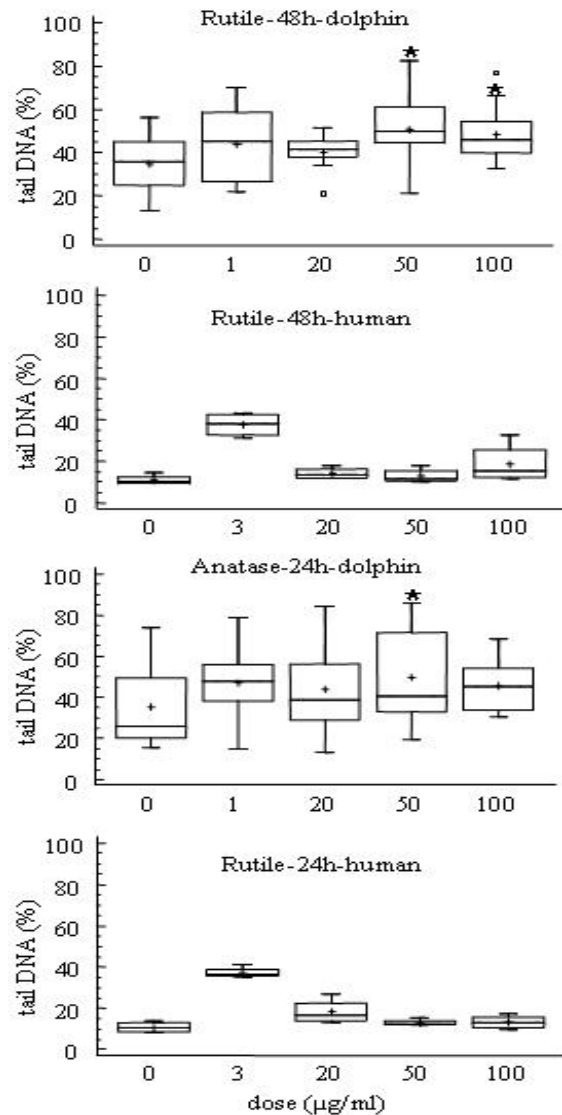 Rutile-48h-dolphin
tail DNA (%)
100
80
60
40
20
0
0 1 20 50 100
Rutile-48h-human
tail DNA (%)
100
80
60
40
20
0
0 3 20 50 100
Anatase-24h-dolphin
tail DNA (%)
100
80
60
40
20
0
0 1 20 50 100
Rutile-24h-human
tail DNA (%)
100
80
60
40
20
0
0 3 20 50 100
dose (µg/ml)